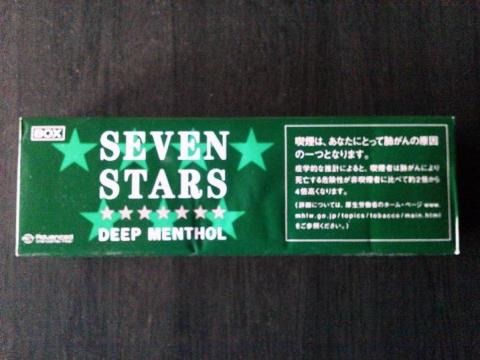 BOX
SEVEN
STARS
DEEP MENTHOL
Advanced
喫煙は、あなたにとって肺がんの原因
の一つとなります。
疫学的な推計によると、喫煙者は肺がんにより
死亡する危険性が非喫煙者に比べて約2倍から
4倍高くなります。
(詳細については、厚生労働省のホーム・ページ www.
mhlw.go.jp/topics/tobacco/main.html
をご参照ください。)